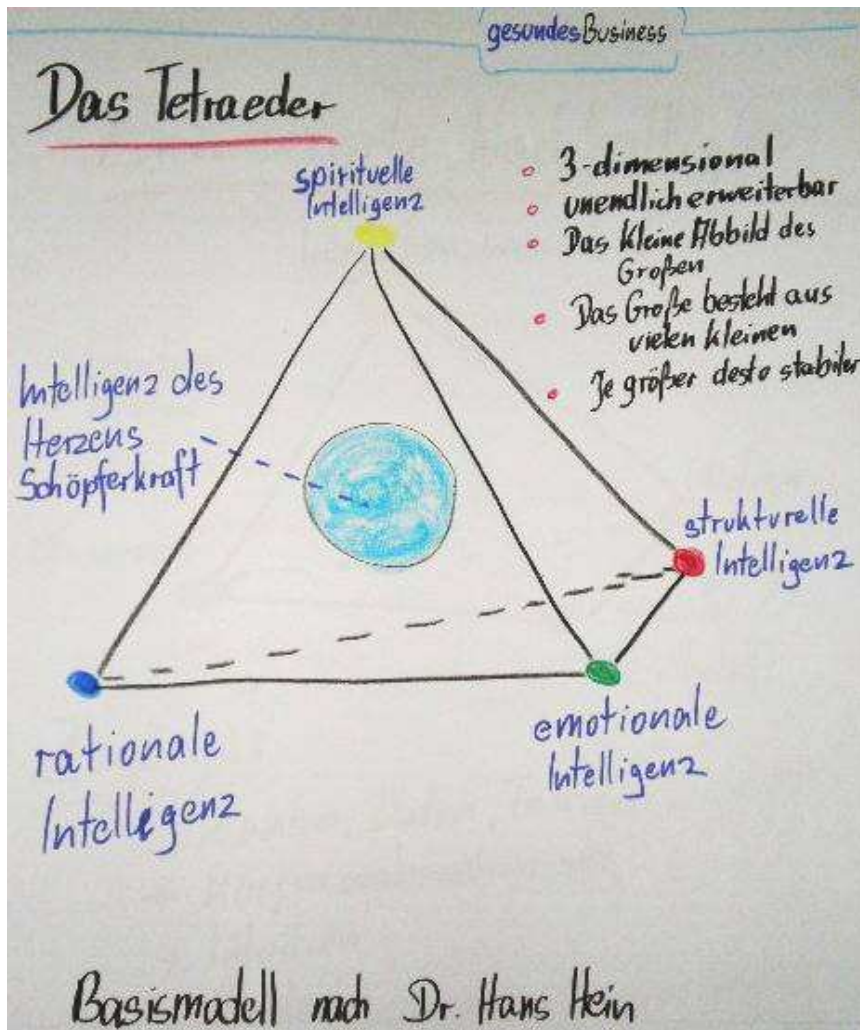 gesundesBusiness
Das Tetraeder
spirituelle
Intelligenz
3-dimensional
unendlich erweiterbar
Das kleine Abbild des
Großen
Das Große besteht aus
vielen kleinen
Je größer desto stabiler
Intelligenz des
Herzens
Schöpferkraft
strukturelle
Intelligenz
rationale
Intelligenz
emotionale
Intelligenz
Basismodell nach Dr. Hans Hein